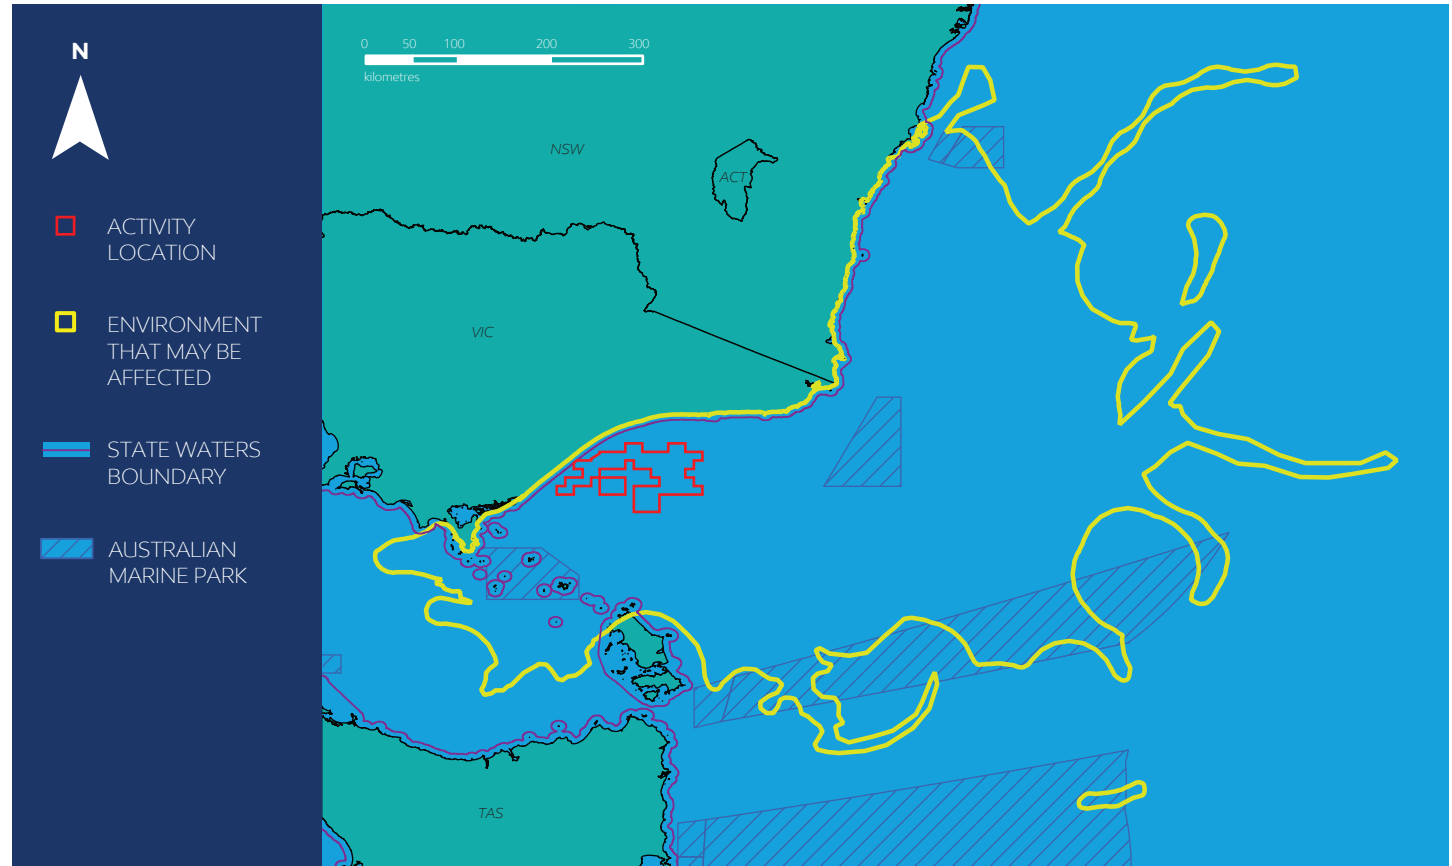 N
ACTIVITY
LOCATION
ENVIRONMENT
THAT MAY BE
AFFECTED
STATE WATERS
BOUNDARY
AUSTRALIAN
MARINE PARK
0 50 100 200 300
kilometres
NSW
ACT
VIC
TAS